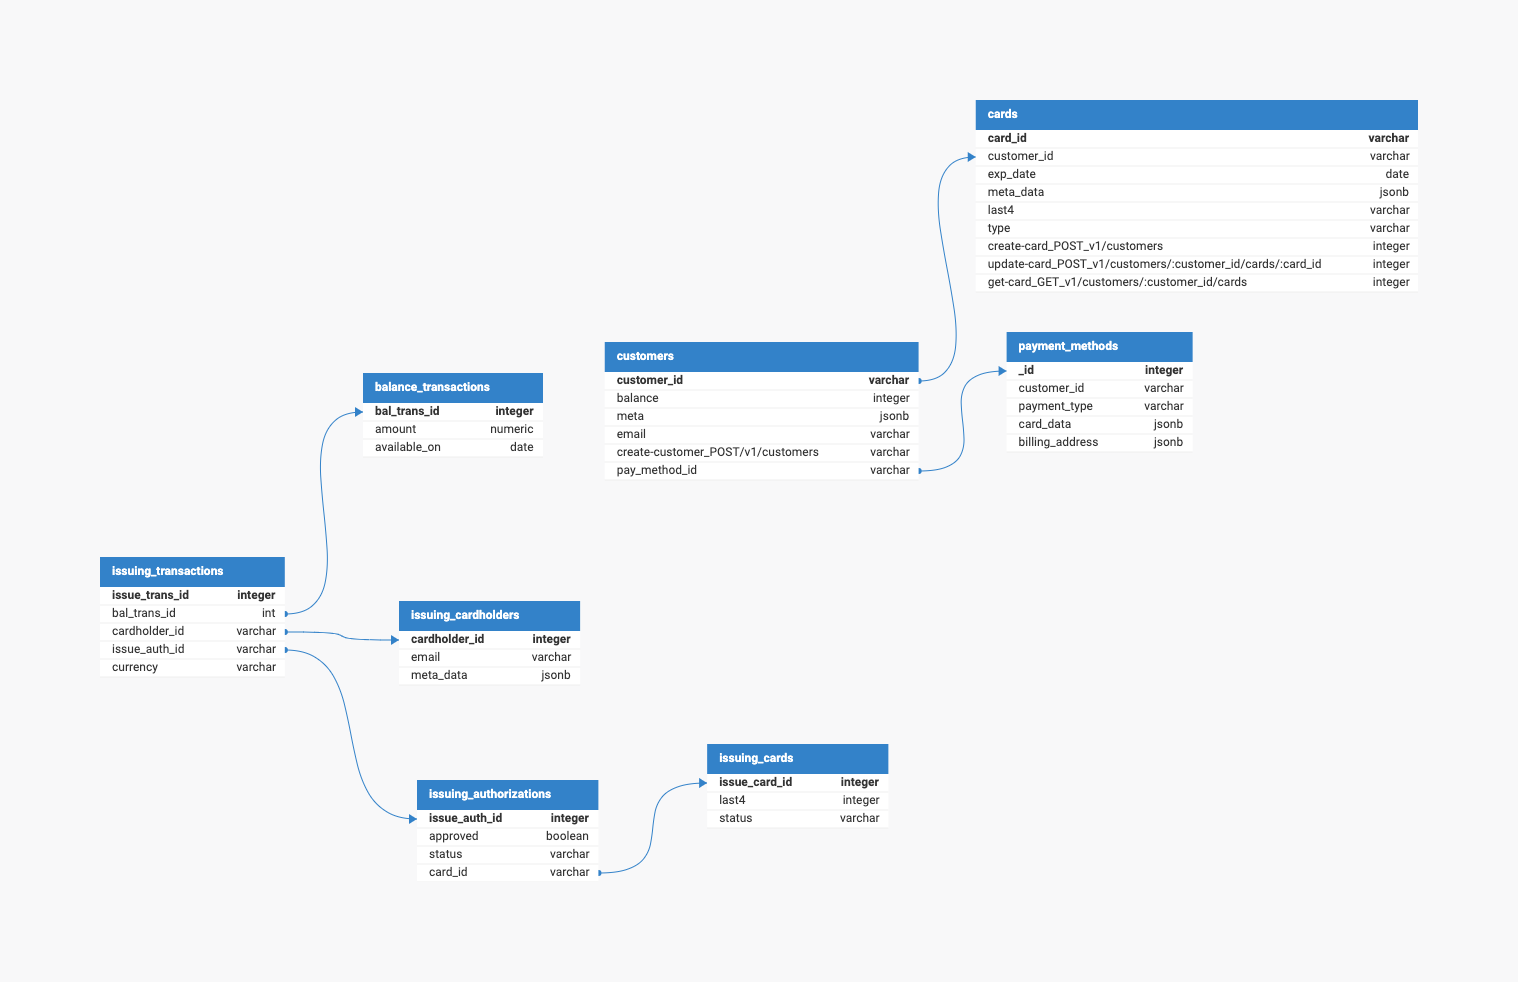 cards
card_id varchar
customer_id varchar
exp_date date
meta_data jsonb
last4 varchar
type varchar
create-card_POST_v1/customers integer
update-card_POST_v1/customers/:customer_id/cards/:card_id integer
get-card_GET_v1/customers/:customer_id/cards integer
customers
customer_id varchar
balance integer
meta jsonb
email varchar
create-customer_POST/v1/customers varchar
pay_method_id varchar
payment_methods
_id integer
customer_id varchar
payment_type varchar
card_data jsonb
billing_address jsonb
balance_transactions
bal_trans_id integer
amount numeric
available_on date
issuing_transactions
issue_trans_id integer
bal_trans_id int
cardholder_id varchar
issue_auth_id varchar
currency varchar
issuing_cardholders
cardholder_id integer
email varchar
meta_data jsonb
issuing_cards
issue_card_id integer
last4 integer
status varchar
issuing_authorizations
issue_auth_id integer
approved boolean
status varchar
card_id varchar